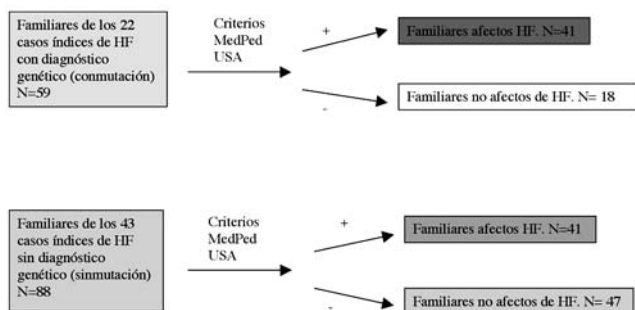 Familiares de los 22
casos índices de HF
con diagnóstico
genético (conmutación)
N=59
Criterios
MedPed
USA
+
Familiares afectos HF. N=41
-
Familiares no afectos de HF. N= 18
Familiares de los 43
casos índices de HF
sin diagnóstico
genético (sinmutación)
N=88
Criterios
MedPed
USA
+
Familiares afectos HF. N=41
-
Familiares no afectos de HF. N= 47